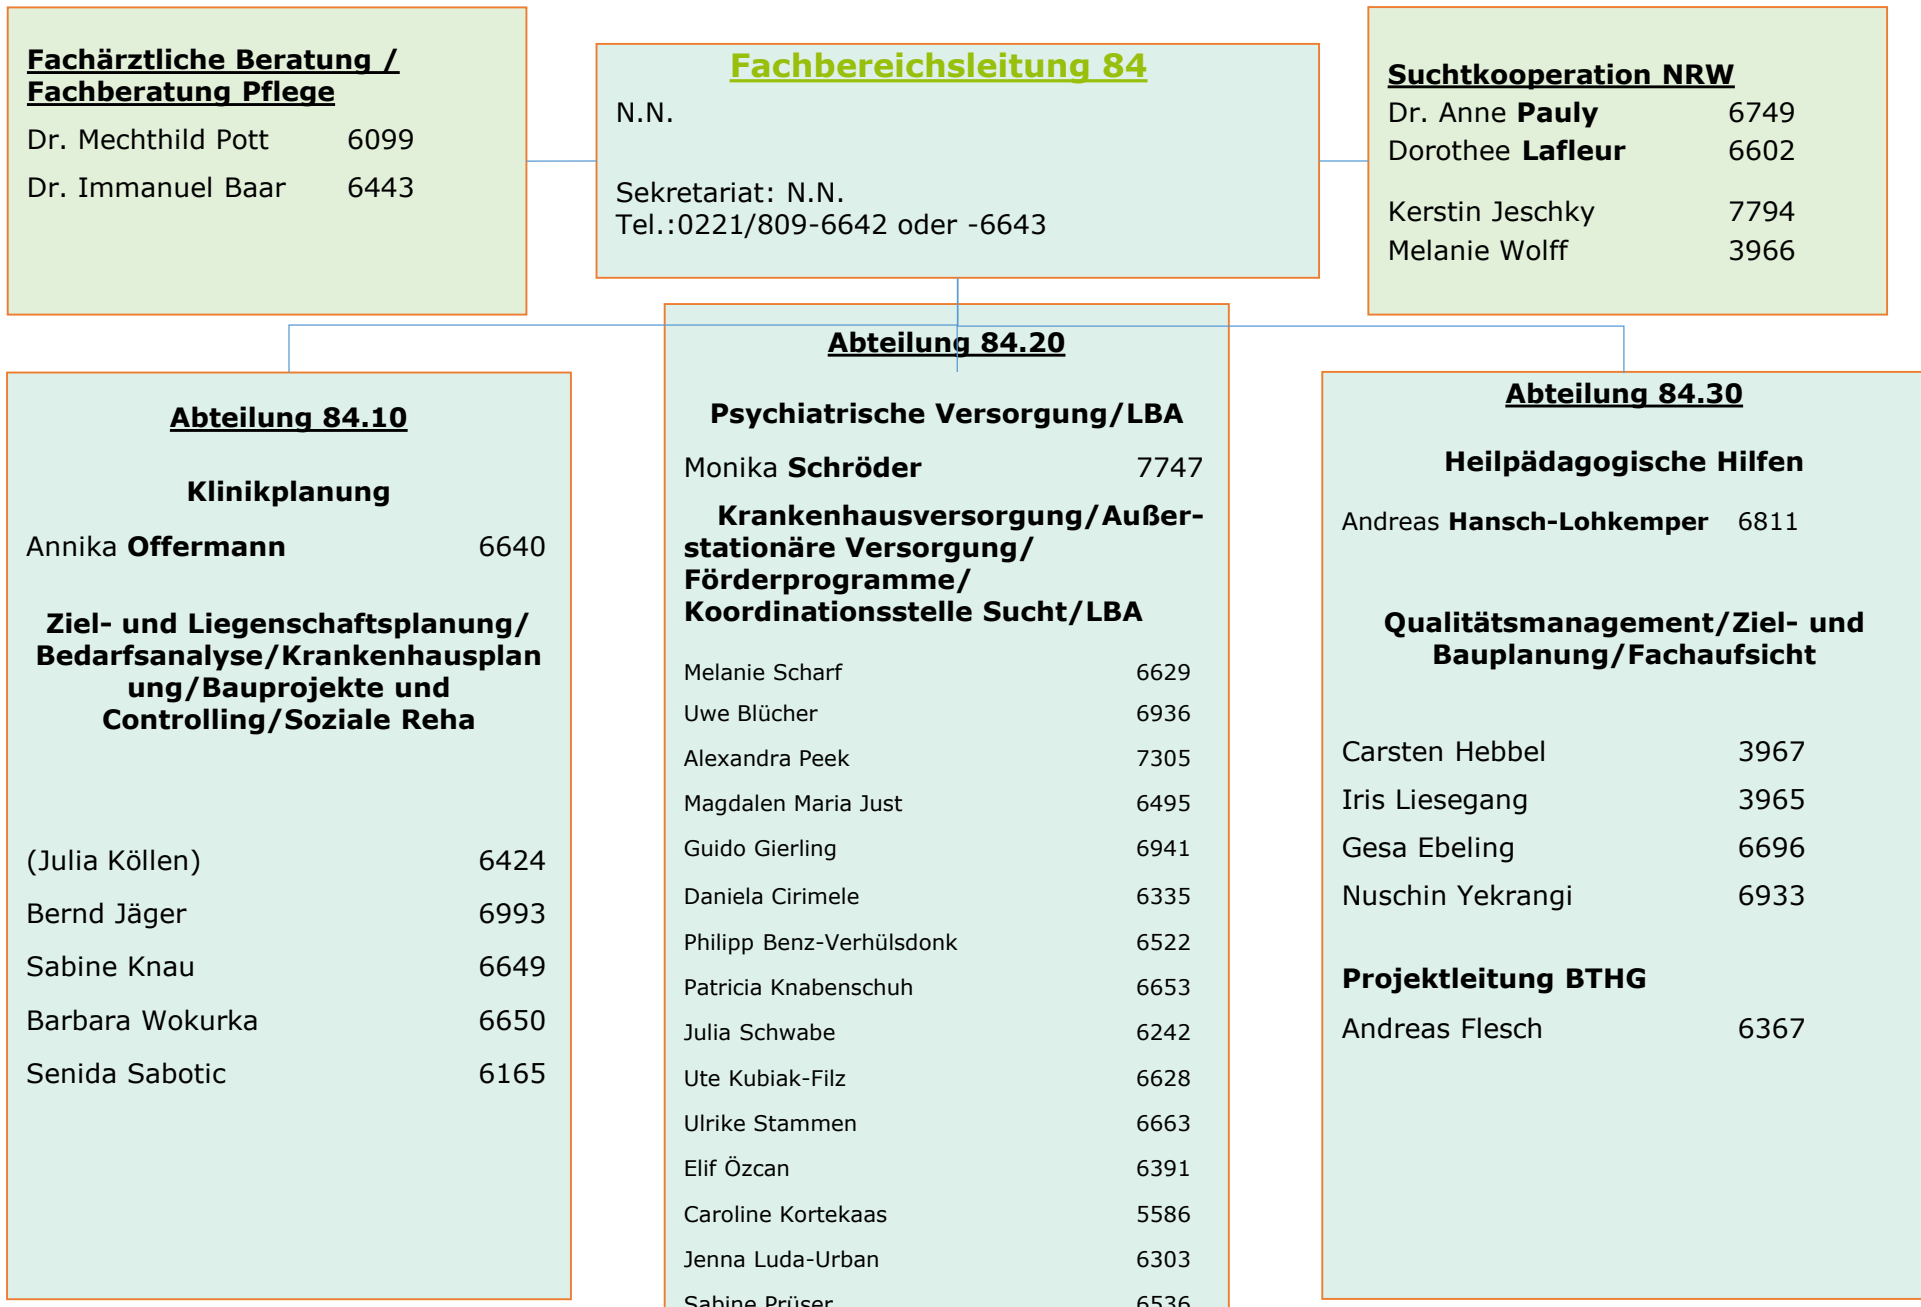 Fachärztliche Beratung /
Fachberatung Pflege
Dr. Mechthild Pott 6099
Dr. Immanuel Baar 6443
Fachbereichsleitung 84
N.N.
Sekretariat: N.N.
Tel.:0221/809-6642 oder -6643
Suchtkooperation NRW
Dr. Anne Pauly 6749
Dorothee Lafleur 6602
Kerstin Jeschky 7794
Melanie Wolff 3966
Abteilung 84.10
Klinikplanung
Annika Offermann 6640
Ziel- und Liegenschaftsplanung/
Bedarfsanalyse/Krankenhausplan
ung/Bauprojekte und
Controlling/Soziale Reha
(Julia Köllen) 6424
Bernd Jäger 6993
Sabine Knau 6649
Barbara Wokurka 6650
Senida Sabotic 6165
Abteilung 84.20
Psychiatrische Versorgung/LBA
Monika Schröder 7747
Krankenhausversorgung/Außer-
stationäre Versorgung/
Förderprogramme/
Koordinationsstelle Sucht/LBA
Melanie Scharf 6629
Uwe Blücher 6936
Alexandra Peek 7305
Magdalen Maria Just 6495
Guido Gierling 6941
Daniela Cirimele 6335
Philipp Benz-Verhülsdonk 6522
Patricia Knabenschuh 6653
Julia Schwabe 6242
Ute Kubiak-Filz 6628
Ulrike Stammen 6663
Elif Özcan 6391
Caroline Kortekaas 5586
Jenna Luda-Urban 6303
Sabine Prüser 6536
Abteilung 84.30
Heilpädagogische Hilfen
Andreas Hansch-Lohkemper 6811
Qualitätsmanagement/Ziel- und
Bauplanung/Fachaufsicht
Carsten Hebbel 3967
Iris Liesegang 3965
Gesa Ebeling 6696
Nuschin Yekrangi 6933
Projektleitung BTHG
Andreas Flesch 6367